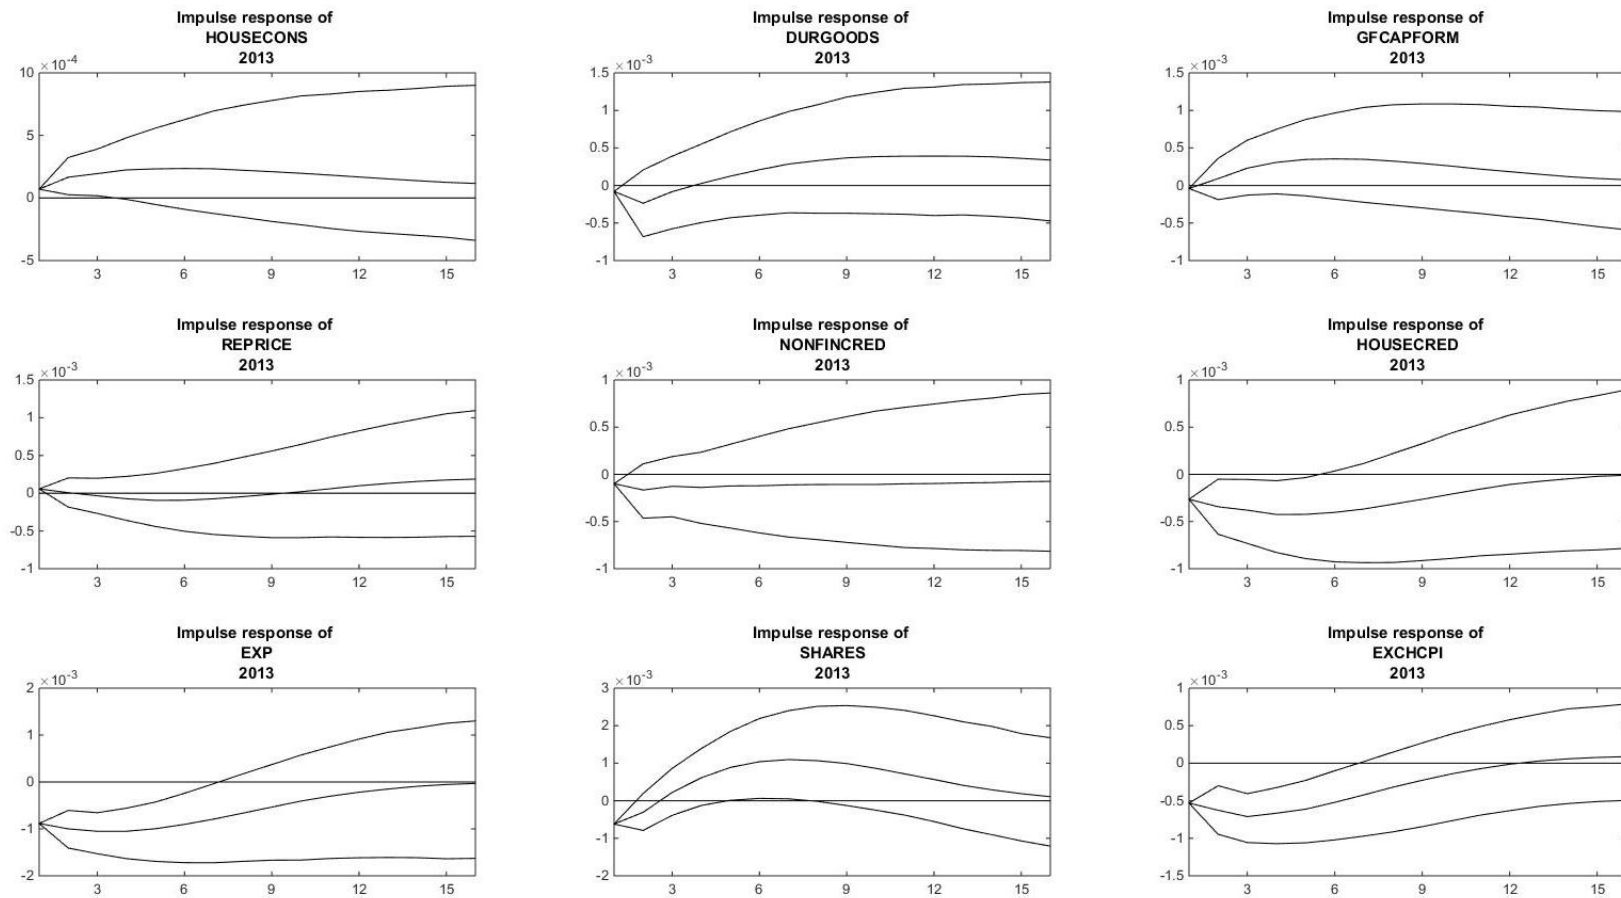 Impulse response of
HOUSECONS
2013
×10⁻⁴
10
5
0
-5
3 6 9 12 15
Impulse response of
DURGOODS
2013
×10⁻³
1.5
1
0.5
0
-0.5
-1
3 6 9 12 15
Impulse response of
GFCAPFORM
2013
×10⁻³
1.5
1
0.5
0
-0.5
-1
3 6 9 12 15
Impulse response of
REPRICE
2013
×10⁻³
1.5
1
0.5
0
-0.5
-1
3 6 9 12 15
Impulse response of
NONFINCRED
2013
×10⁻³
1
0.5
0
-0.5
-1
3 6 9 12 15
Impulse response of
HOUSECRED
2013
×10⁻³
1
0.5
0
-0.5
-1
3 6 9 12 15
Impulse response of
EXP
2013
×10⁻³
2
1
0
-1
-2
3 6 9 12 15
Impulse response of
SHARES
2013
×10⁻³
3
2
1
0
-1
-2
3 6 9 12 15
Impulse response of
EXCHCPI
2013
×10⁻³
1
0.5
0
-0.5
-1
-1.5
3 6 9 12 15